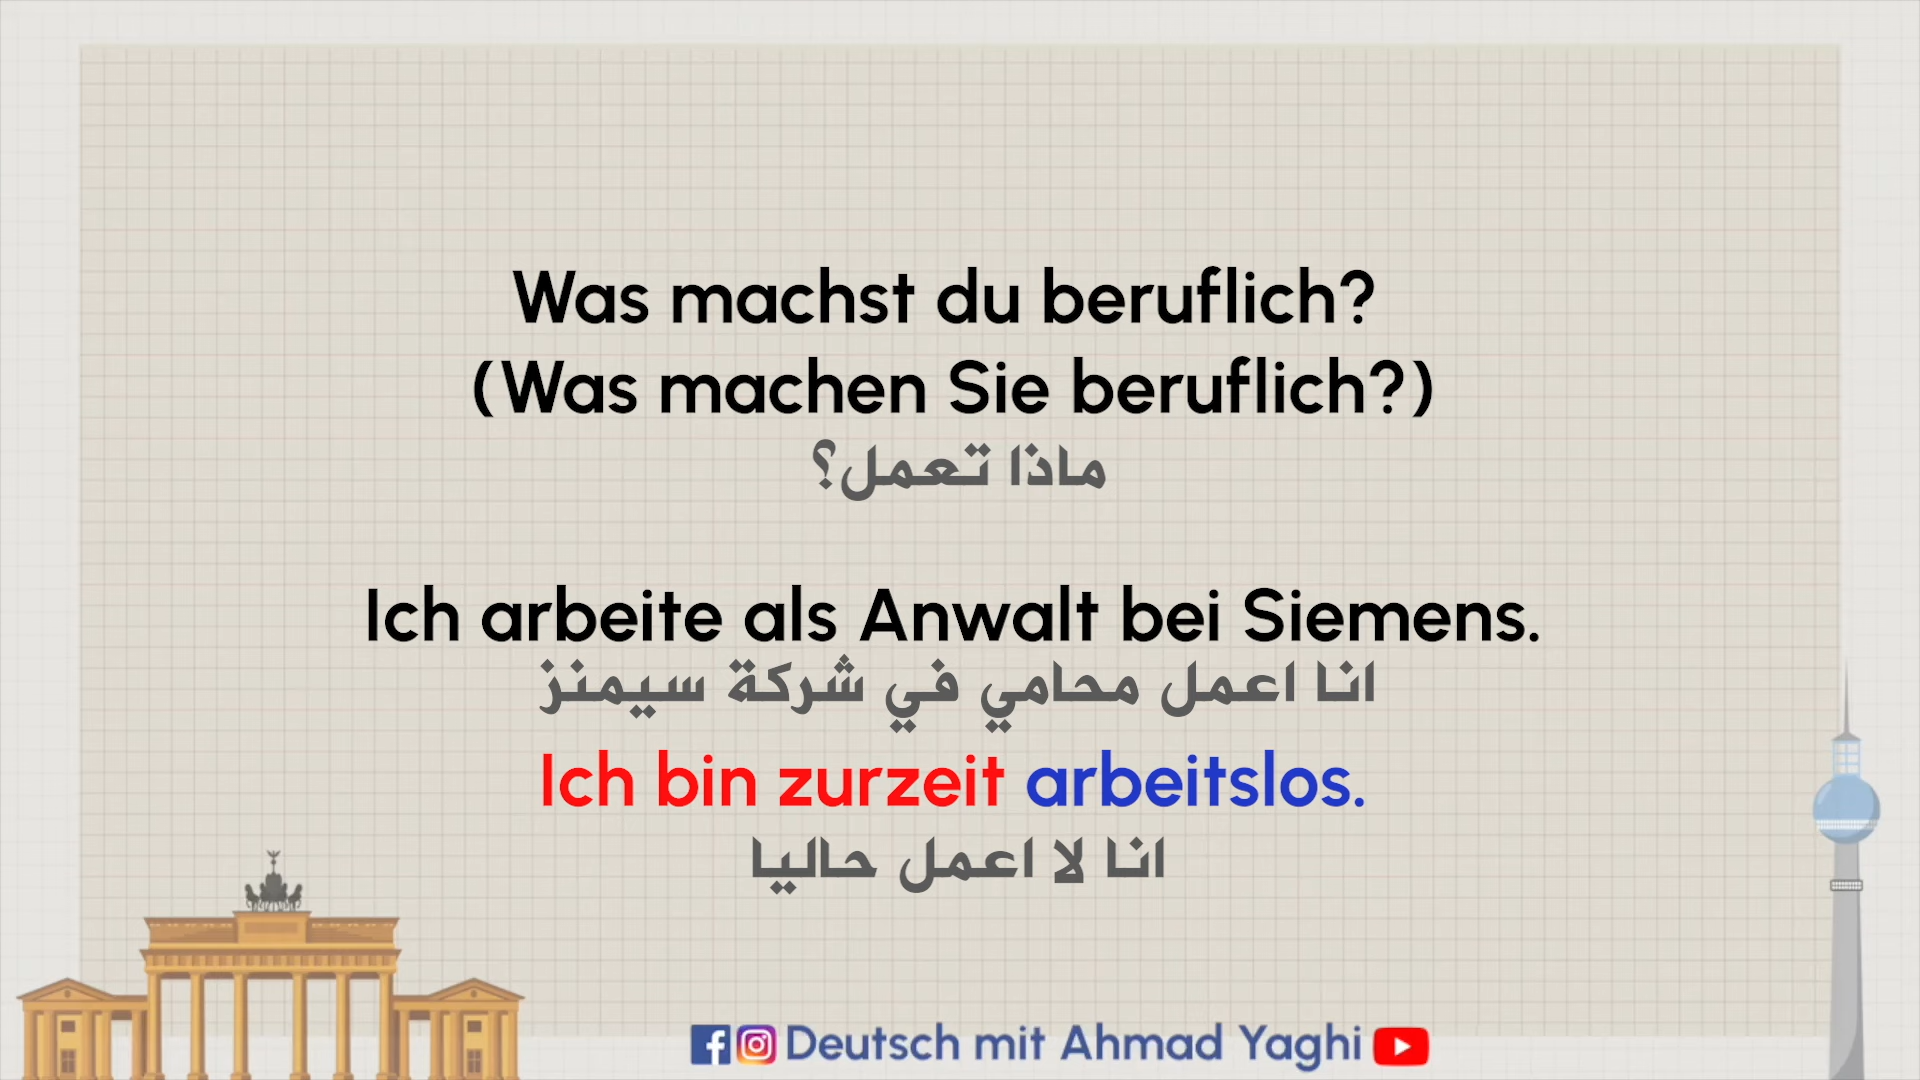 Was machst du beruflich?
(Was machen Sie beruflich?)
ماذا تعمل؟
Ich arbeite als Anwalt bei Siemens.
انا اعمل محامي في شركة سيمنز
Ich bin zurzeit arbeitslos.
انا لا اعمل حاليا
Deutsch mit Ahmad Yaghi